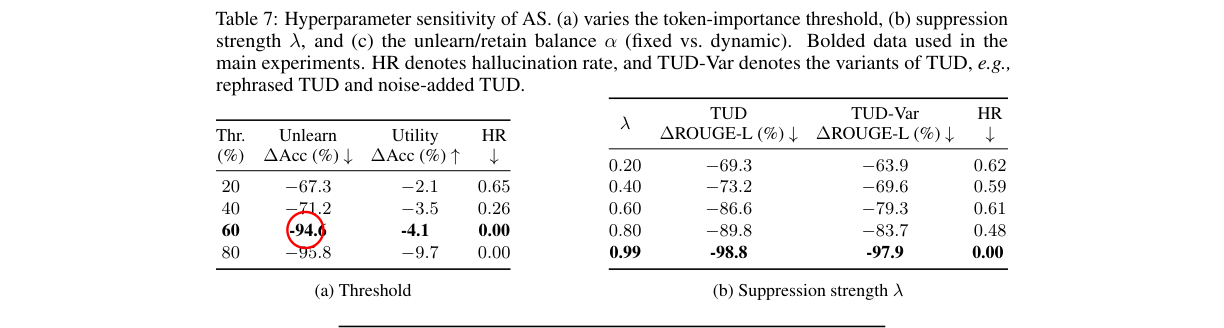 Table 7: Hyperparameter sensitivity of AS. (a) varies the token-importance threshold, (b) suppression
strength λ, and (c) the unlearn/retain balance α (fixed vs. dynamic). Bolded data used in the
main experiments. HR denotes hallucination rate, and TUD-Var denotes the variants of TUD, e.g.,
rephrased TUD and noise-added TUD.
Thr. Unlearn Utility HR
(%) ΔAcc (%) ↓ ΔAcc (%) ↑ ↓
20 −67.3 −2.1 0.65
40 −71.2 −3.5 0.26
60 -94.6 -4.1 0.00
80 −95.8 −9.7 0.00
(a) Threshold
λ TUD TUD-Var HR
ΔROUGE-L (%) ↓ ΔROUGE-L (%) ↓ ↓
0.20 −69.3 −63.9 0.62
0.40 −73.2 −69.6 0.59
0.60 −86.6 −79.3 0.61
0.80 −89.8 −83.7 0.48
0.99 -98.8 -97.9 0.00
(b) Suppression strength λ